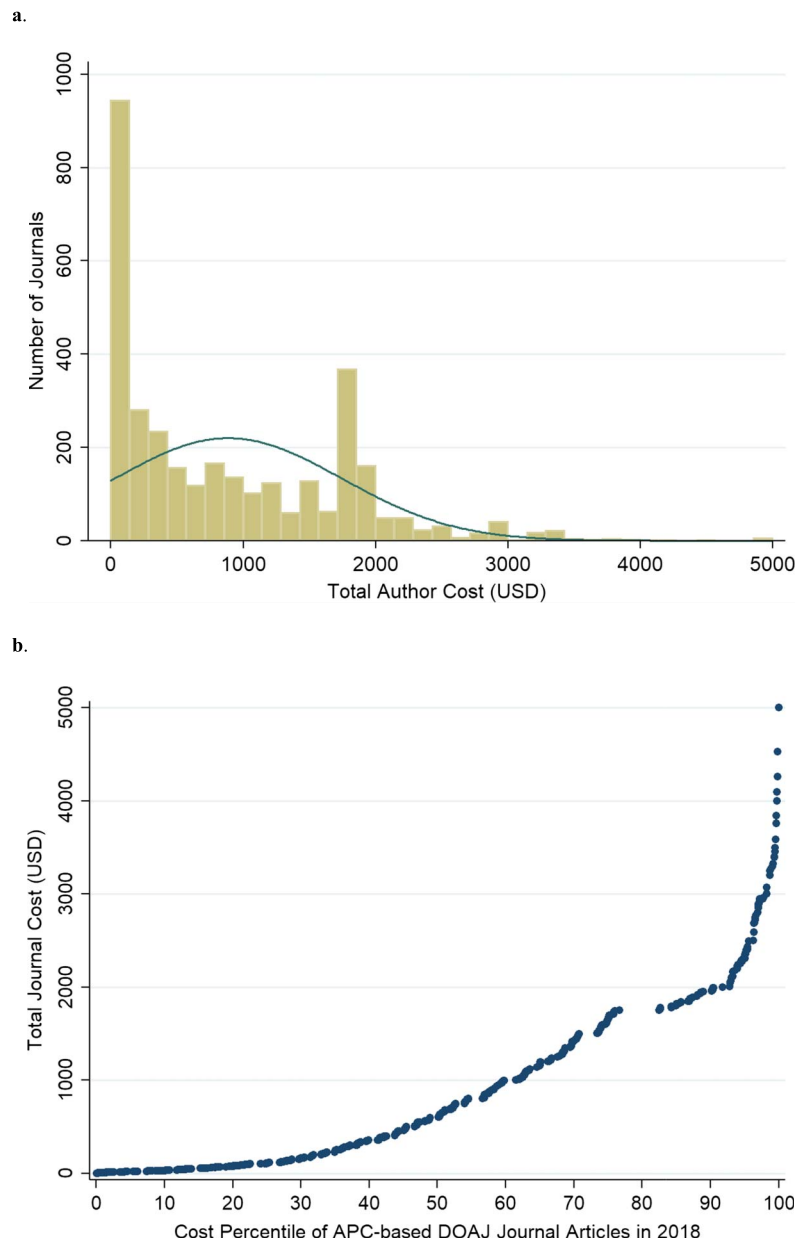 a.
1000
800
600
400
200
0
Number of Journals
0 1000 2000 3000 4000 5000
Total Author Cost (USD)
b.
5000
4000
3000
2000
1000
0
Total Journal Cost (USD)
0 10 20 30 40 50 60 70 80 90 100
Cost Percentile of APC-based DOAJ Journal Articles in 2018